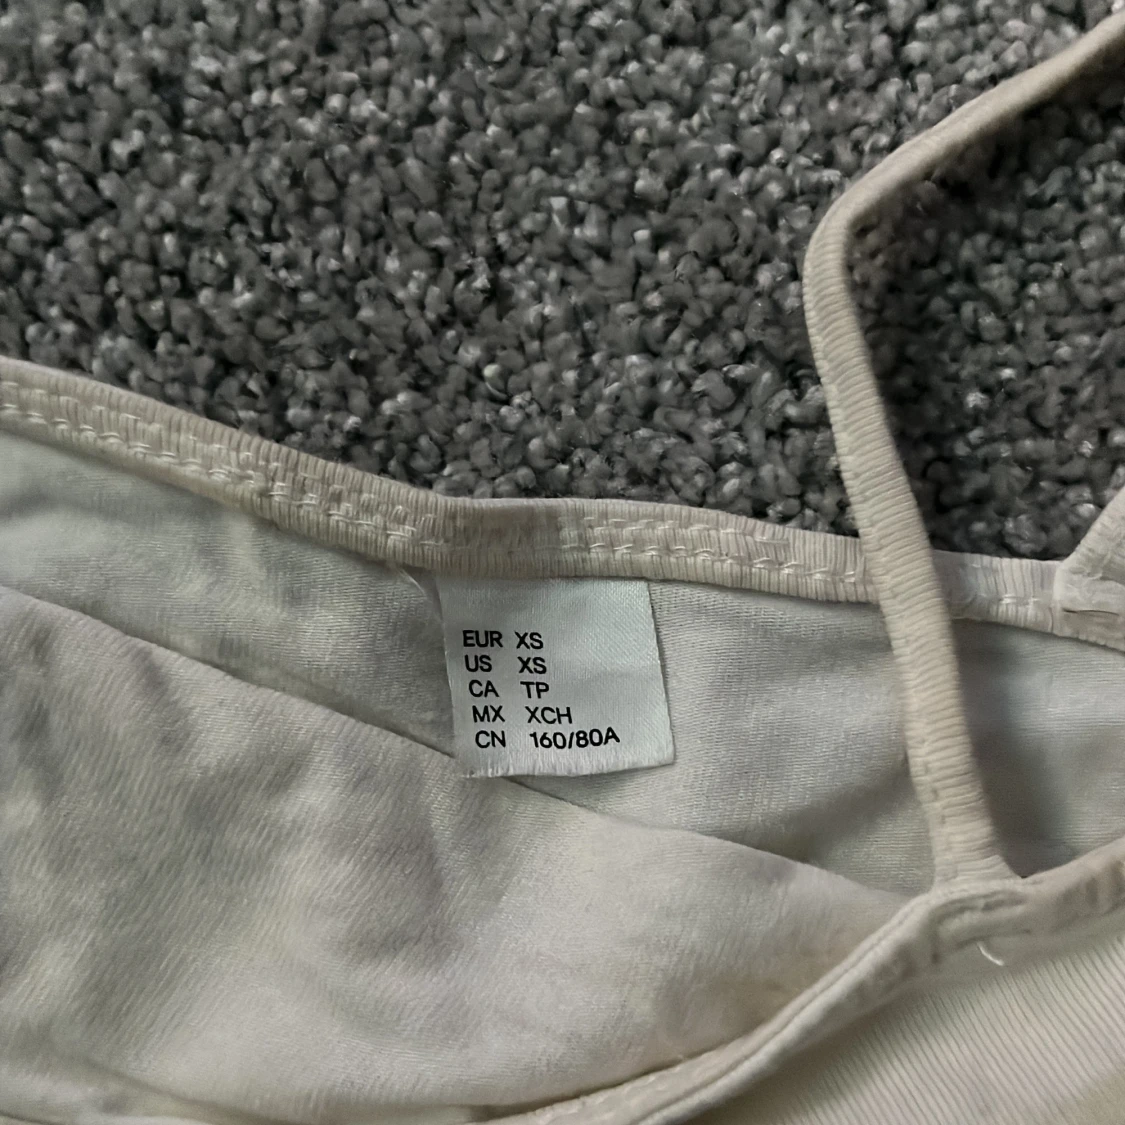 EUR XS
US XS
CA TP
MX XCH
CN 160/80A